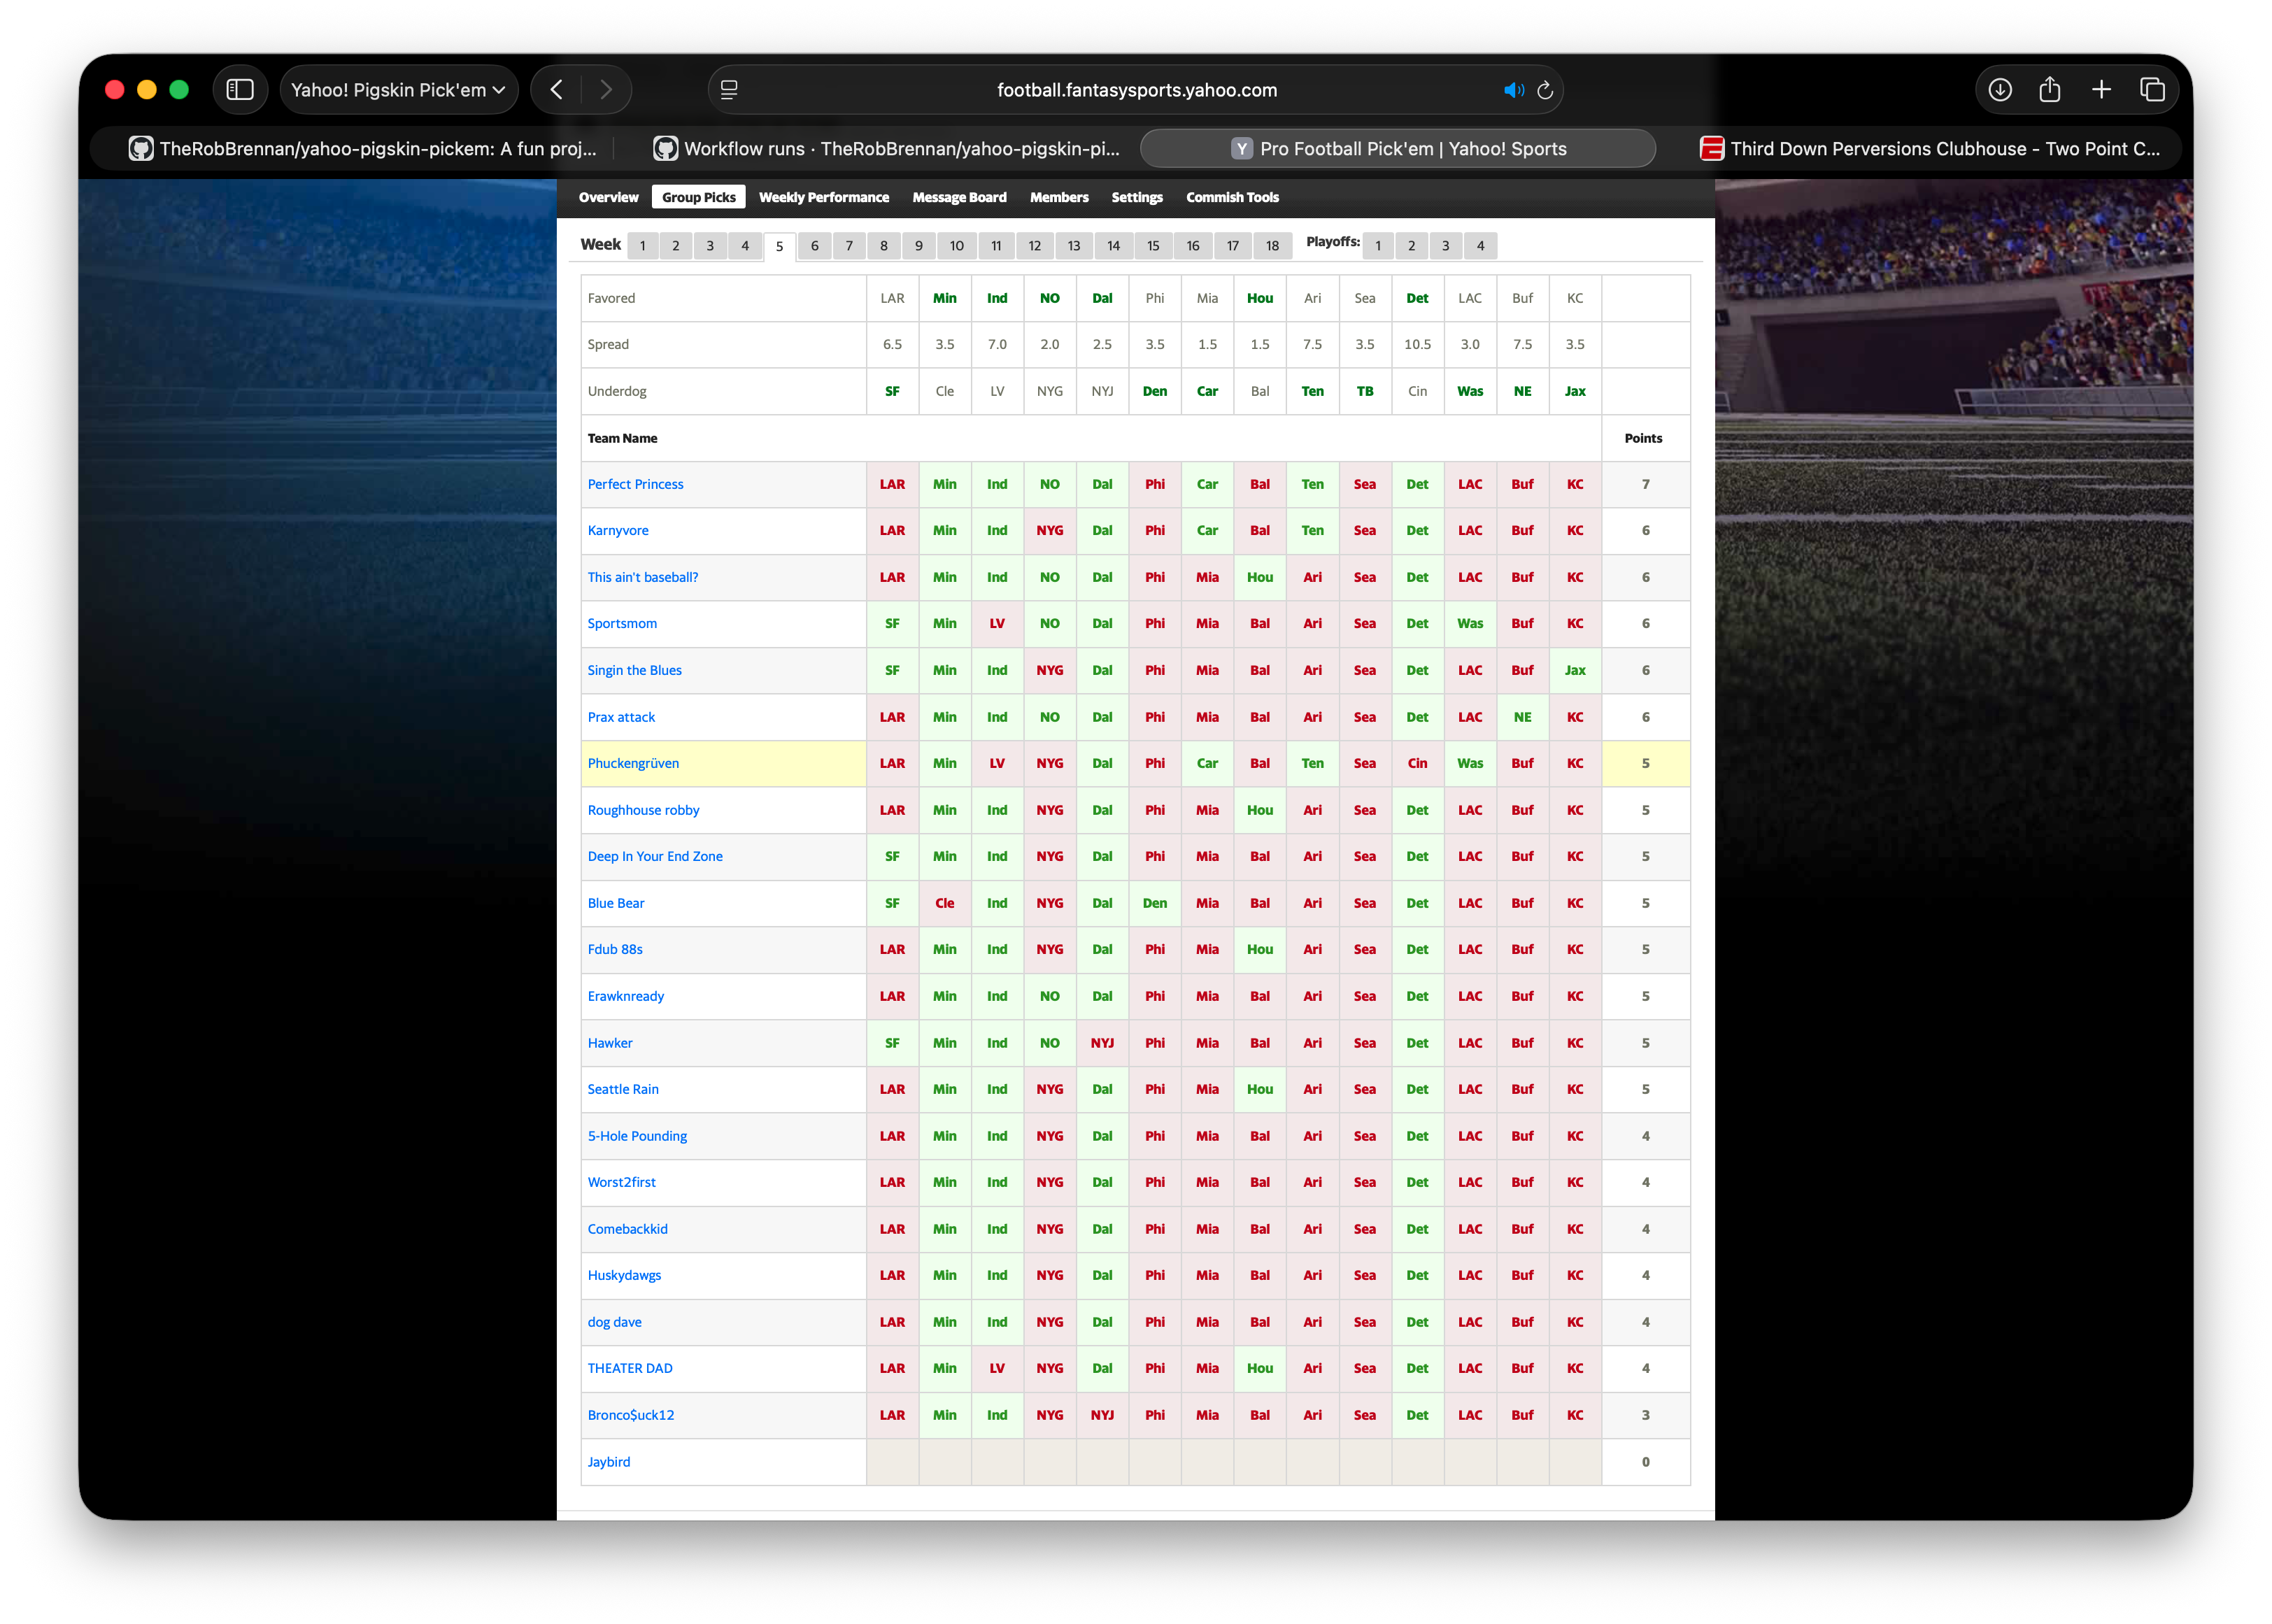 Yahoo! Pigskin Pick'em
football.fantasysports.yahoo.com
TheRobBrennan/yahoo-pigskin-pickem: A fun proj... Workflow runs · TheRobBrennan/yahoo-pigskin-pi... Y Pro Football Pick'em | Yahoo! Sports Third Down Perversions Clubhouse - Two Point C...
Overview Group Picks Weekly Performance Message Board Members Settings Commish Tools
Week 1 2 3 4 5 6 7 8 9 10 11 12 13 14 15 16 17 18 Playoffs: 1 2 3 4
Favored LAR Min Ind NO Dal Phi Mia Hou Ari Sea Det LAC Buf KC
Spread 6.5 3.5 7.0 2.0 2.5 3.5 1.5 1.5 7.5 3.5 10.5 3.0 7.5 3.5
Underdog SF Cle LV NYG NYJ Den Car Bal Ten TB Cin Was NE Jax
Team Name Points
Perfect Princess LAR Min Ind NO Dal Phi Car Bal Ten Sea Det LAC Buf KC 7
Karnyvore LAR Min Ind NYG Dal Phi Car Bal Ten Sea Det LAC Buf KC 6
This ain't baseball? LAR Min Ind NO Dal Phi Mia Hou Ari Sea Det LAC Buf KC 6
Sportsmom SF Min LV NO Dal Phi Mia Bal Ari Sea Det Was Buf KC 6
Singin the Blues SF Min Ind NYG Dal Phi Mia Bal Ari Sea Det LAC Buf Jax 6
Prax attack LAR Min Ind NO Dal Phi Mia Bal Ari Sea Det LAC NE KC 6
Phuckengrüven LAR Min LV NYG Dal Phi Car Bal Ten Sea Cin Was Buf KC 5
Roughhouse robby LAR Min Ind NYG Dal Phi Mia Hou Ari Sea Det LAC Buf KC 5
Deep In Your End Zone SF Min Ind NYG Dal Phi Mia Bal Ari Sea Det LAC Buf KC 5
Blue Bear SF Cle Ind NYG Dal Den Mia Bal Ari Sea Det LAC Buf KC 5
Fdub 88s LAR Min Ind NYG Dal Phi Mia Hou Ari Sea Det LAC Buf KC 5
Erawknready LAR Min Ind NO Dal Phi Mia Bal Ari Sea Det LAC Buf KC 5
Hawker SF Min Ind NO NYJ Phi Mia Bal Ari Sea Det LAC Buf KC 5
Seattle Rain LAR Min Ind NYG Dal Phi Mia Hou Ari Sea Det LAC Buf KC 5
5-Hole Pounding LAR Min Ind NYG Dal Phi Mia Bal Ari Sea Det LAC Buf KC 4
Worst2first LAR Min Ind NYG Dal Phi Mia Bal Ari Sea Det LAC Buf KC 4
Comebackkid LAR Min Ind NYG Dal Phi Mia Bal Ari Sea Det LAC Buf KC 4
Huskydawgs LAR Min Ind NYG Dal Phi Mia Bal Ari Sea Det LAC Buf KC 4
dog dave LAR Min Ind NYG Dal Phi Mia Bal Ari Sea Det LAC Buf KC 4
THEATER DAD LAR Min LV NYG Dal Phi Mia Hou Ari Sea Det LAC Buf KC 4
Bronco$uck12 LAR Min Ind NYG NYJ Phi Mia Bal Ari Sea Det LAC Buf KC 3
Jaybird 0